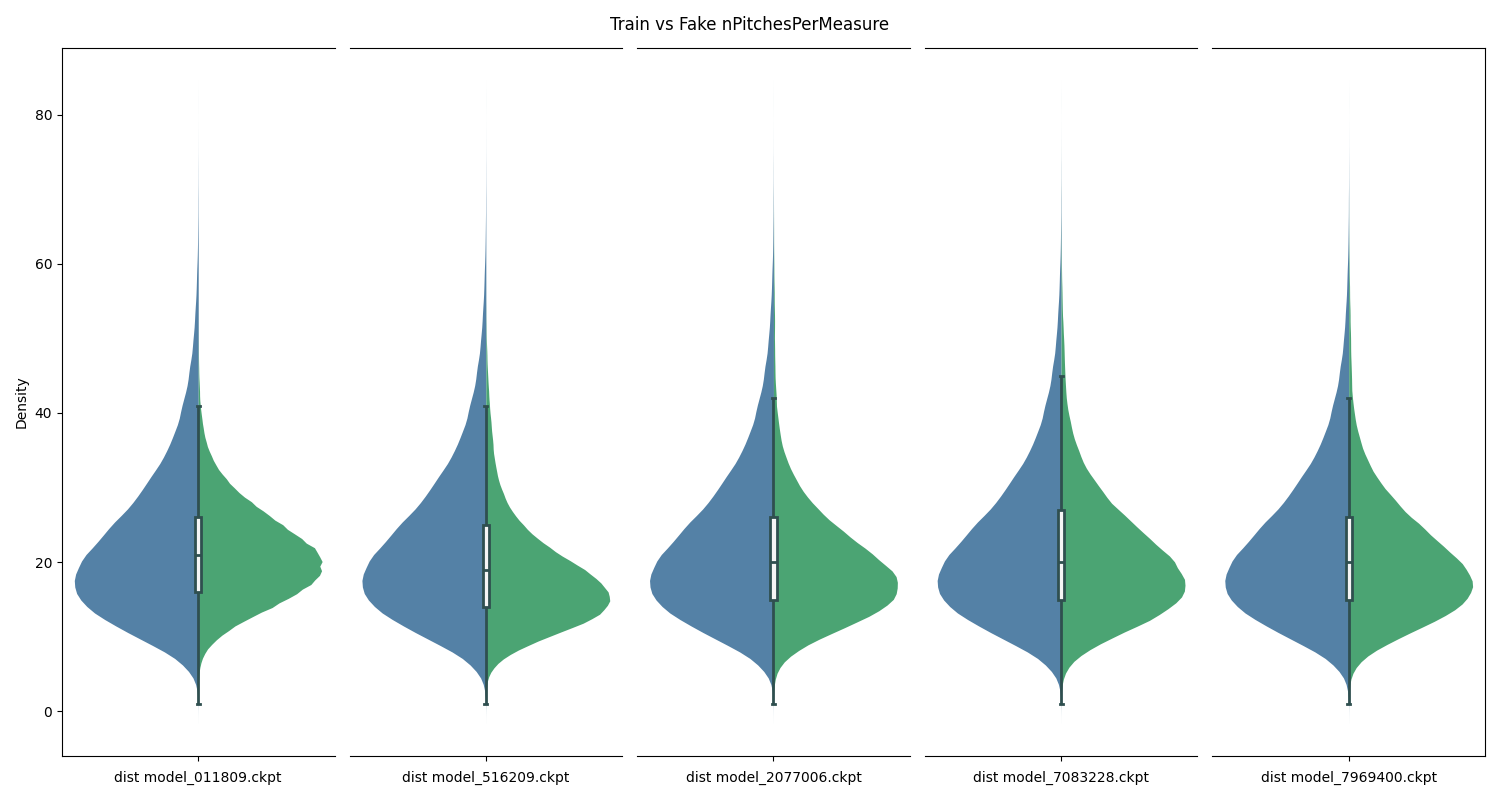 Train vs Fake nPitchesPerMeasure
80
60
40
20
0
Density
dist model_011809.ckpt
dist model_516209.ckpt
dist model_2077006.ckpt
dist model_7083228.ckpt
dist model_7969400.ckpt